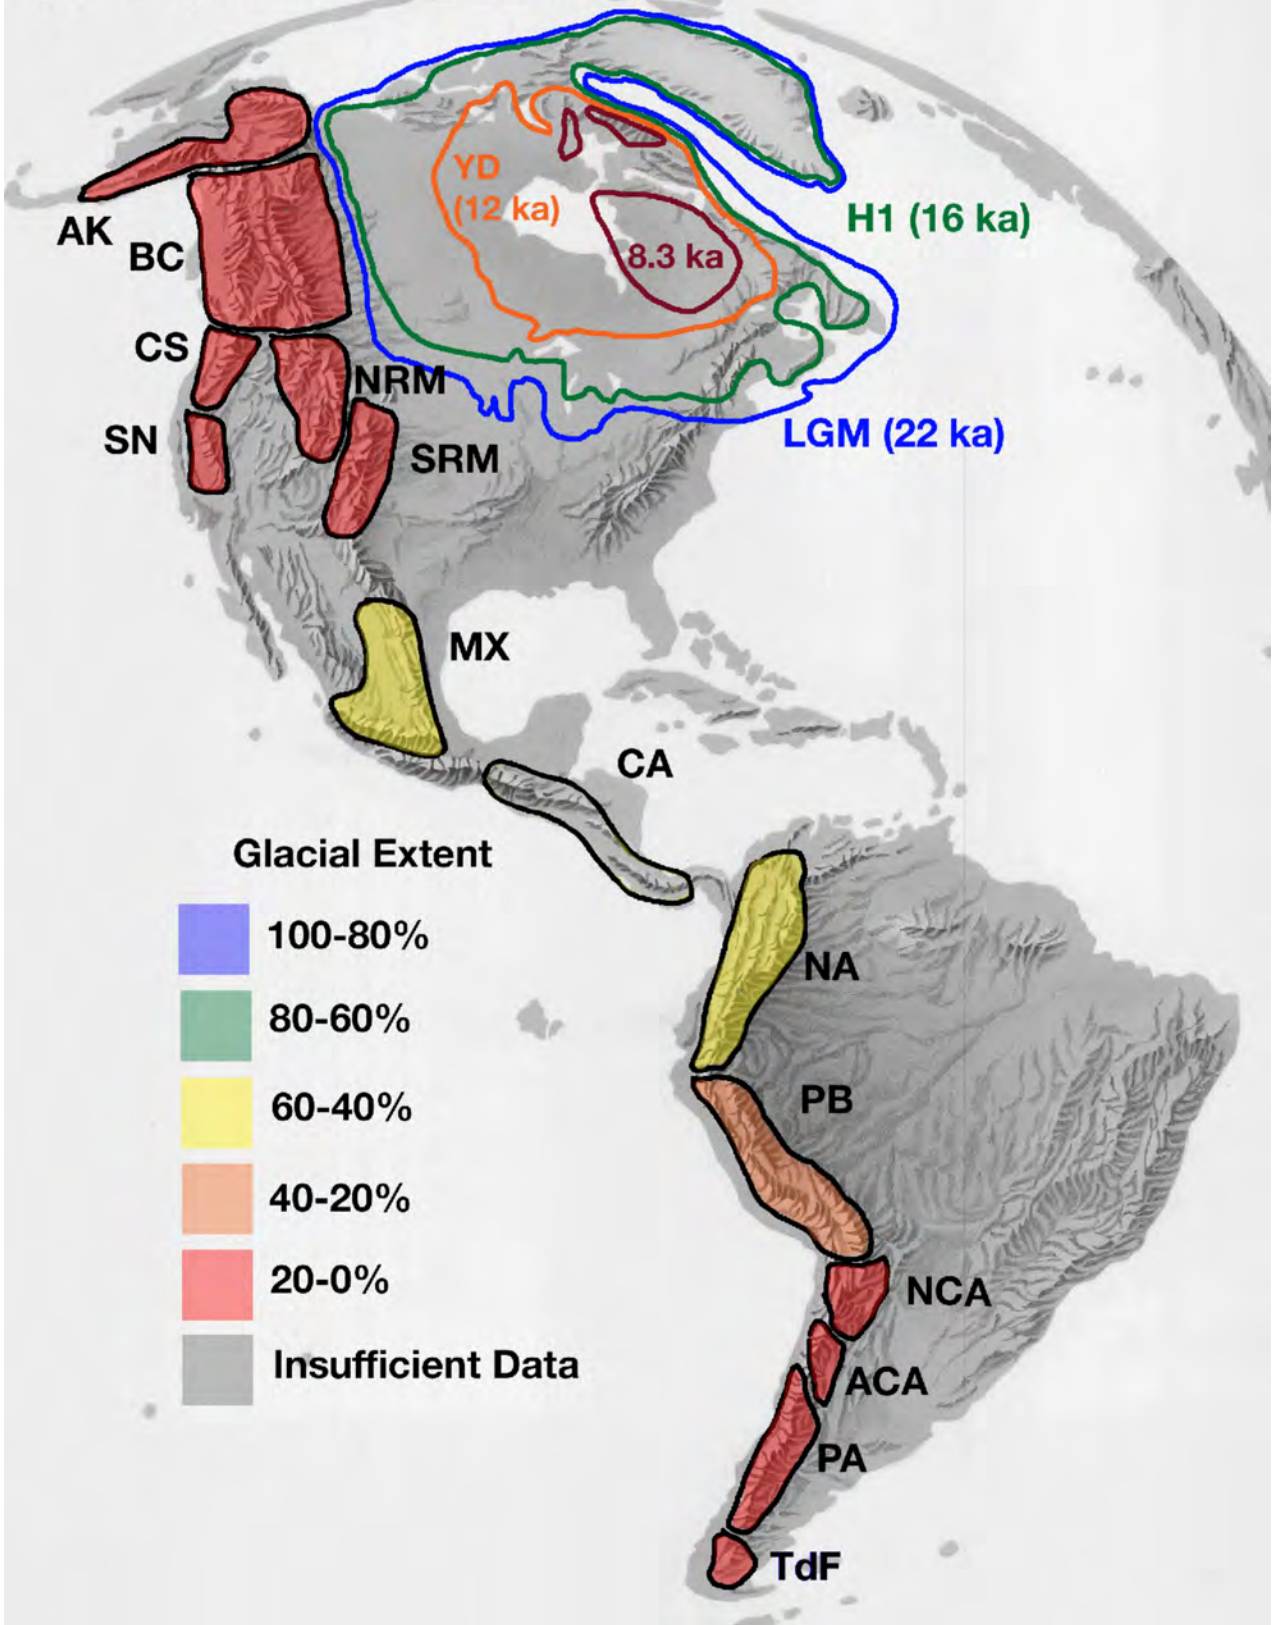 YD
(12 ka)
H1 (16 ka)
AK
BC
8.3 ka
CS
NRM
SN
LGM (22 ka)
SRM
MX
CA
Glacial Extent
100-80%
NA
80-60%
60-40%
PB
40-20%
20-0%
NCA
Insufficient Data
ACA
PA
TdF